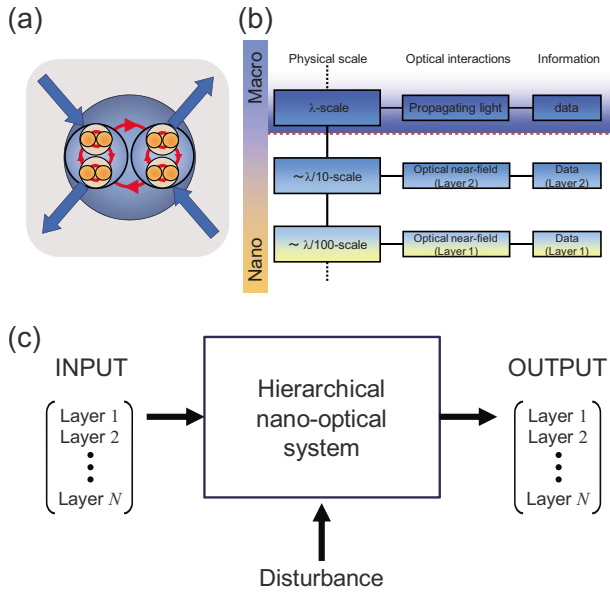 (a)
(b)
Physical scale Optical interactions Information
Macro
λ-scale Propagating light data
~λ/10-scale Optical near-field (Layer 2) Data (Layer 2)
Nano
~ λ/100-scale Optical near-field (Layer 1) Data (Layer 1)
(c)
INPUT
Layer 1
Layer 2
Layer N
Hierarchical
nano-optical
system
OUTPUT
Layer 1
Layer 2
Layer N
Disturbance